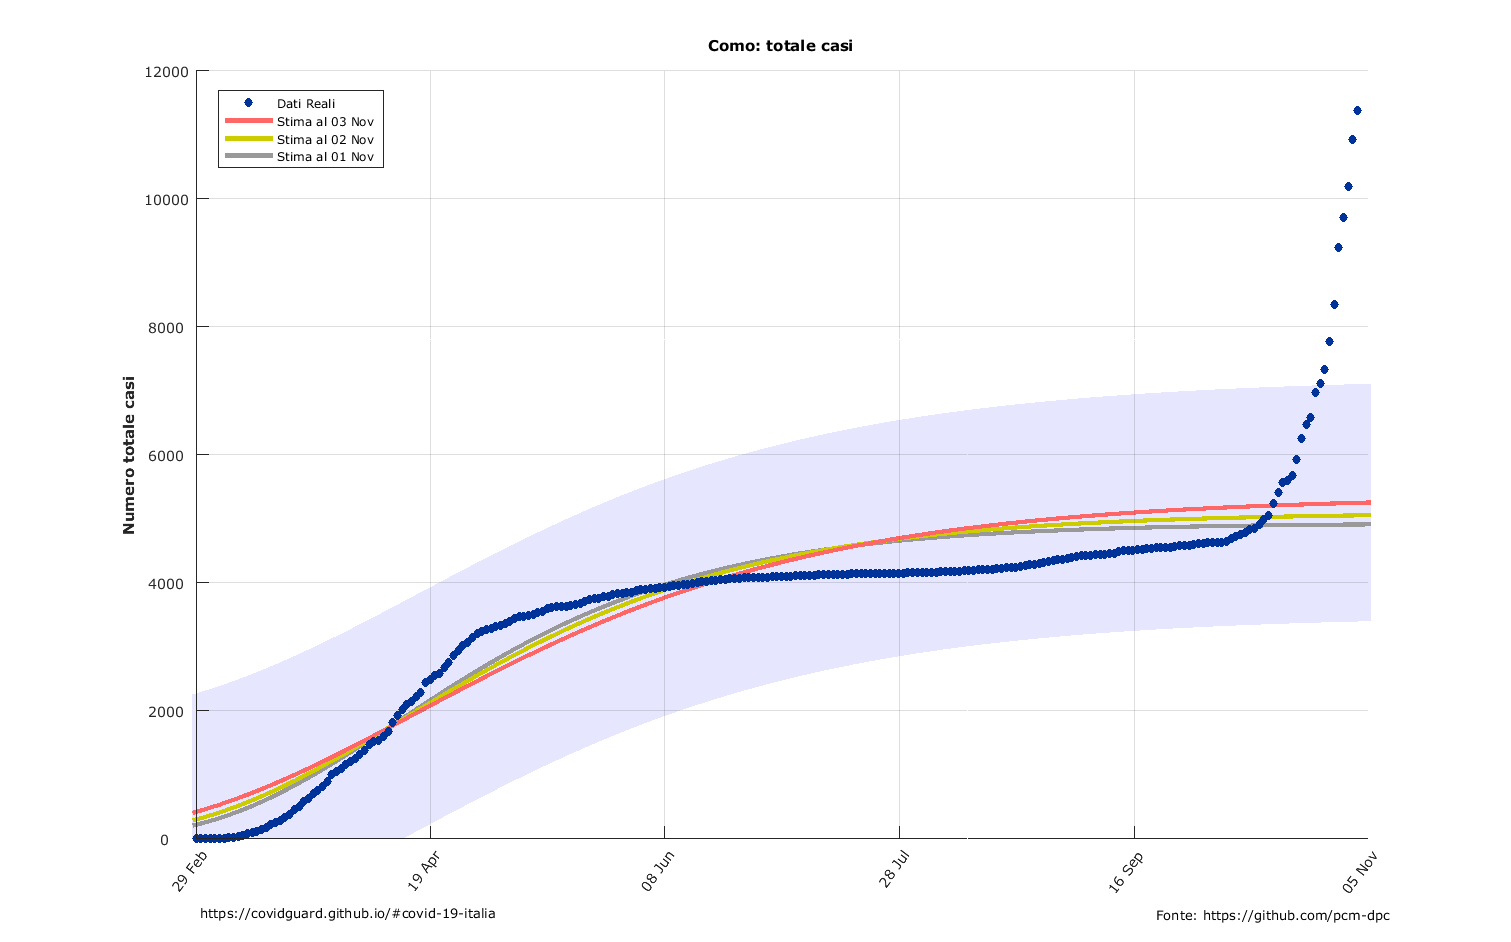 Como: totale casi
12000
10000
8000
6000
4000
2000
0
Numero totale casi
Dati Reali
Stima al 03 Nov
Stima al 02 Nov
Stima al 01 Nov
29 Feb
19 Apr
08 Jun
28 Jul
16 Sep
05 Nov
https://covidguard.github.io/#covid-19-italia
Fonte: https://github.com/pcm-dpc